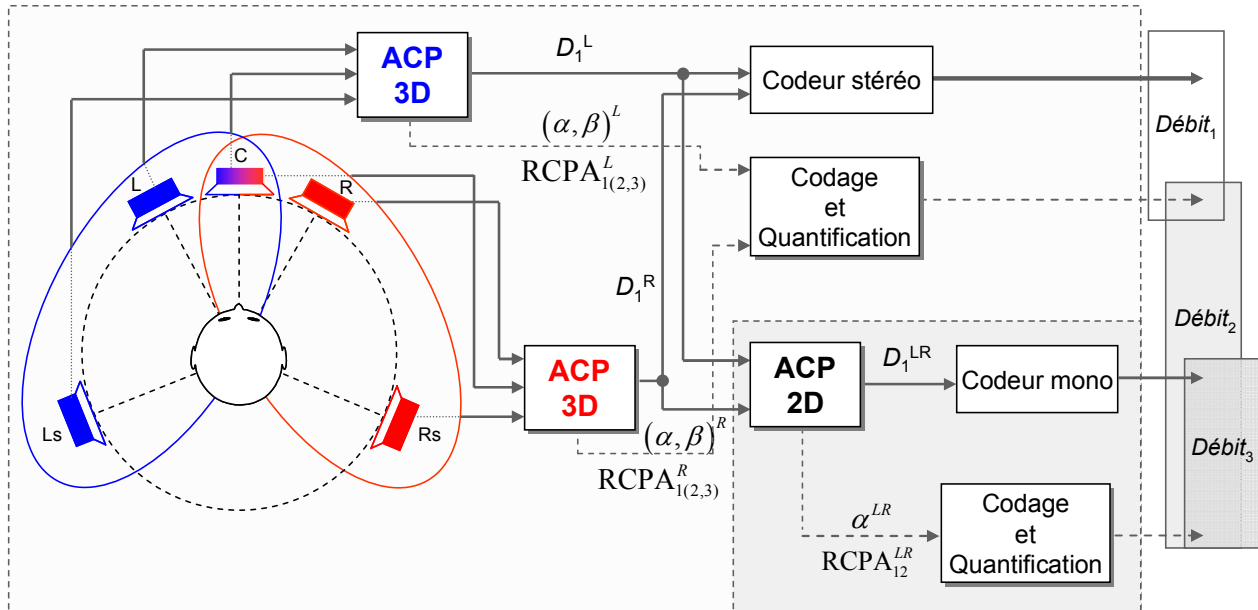 ACP
3D
D₁ᴸ
Codeur stéréo
Débit₁
(α, β)ᴸ
RCPAᴸ₁₍₂,₃₎
Codage
et
Quantification
C
L
R
D₁ᴿ
Débit₂
ACP
3D
ACP
2D
D₁ᴸᴿ
Codeur mono
Ls
Rs
(α, β)ᴿ
RCPAᴿ₁₍₂,₃₎
Débit₃
αᴸᴿ
RCPAᴸᴿ₁₂
Codage
et
Quantification